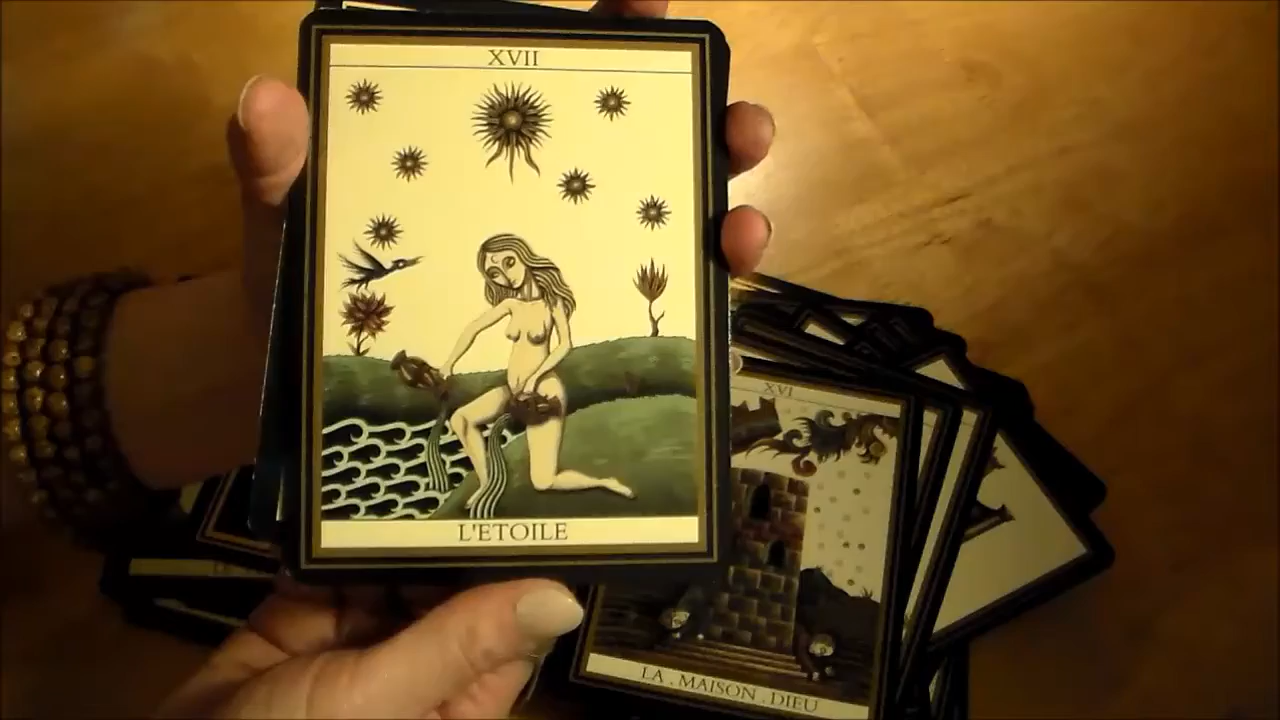 XVII
L'ETOILE
XVI
LA . MAISON . DIEU